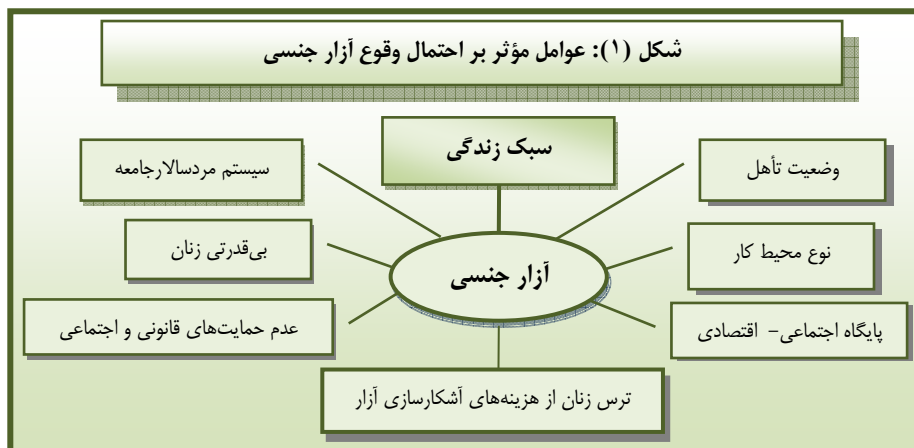 شکل (۱): عوامل مؤثر بر احتمال وقوع آزار جنسی
سبک زندگی
وضعیت تأهل
سیستم مردسالارجامعه
نوع محیط کار
بی‌قدرتی زنان
آزار جنسی
پایگاه اجتماعی- اقتصادی
عدم حمایت‌های قانونی و اجتماعی
ترس زنان از هزینه‌های آشکارسازی آزار